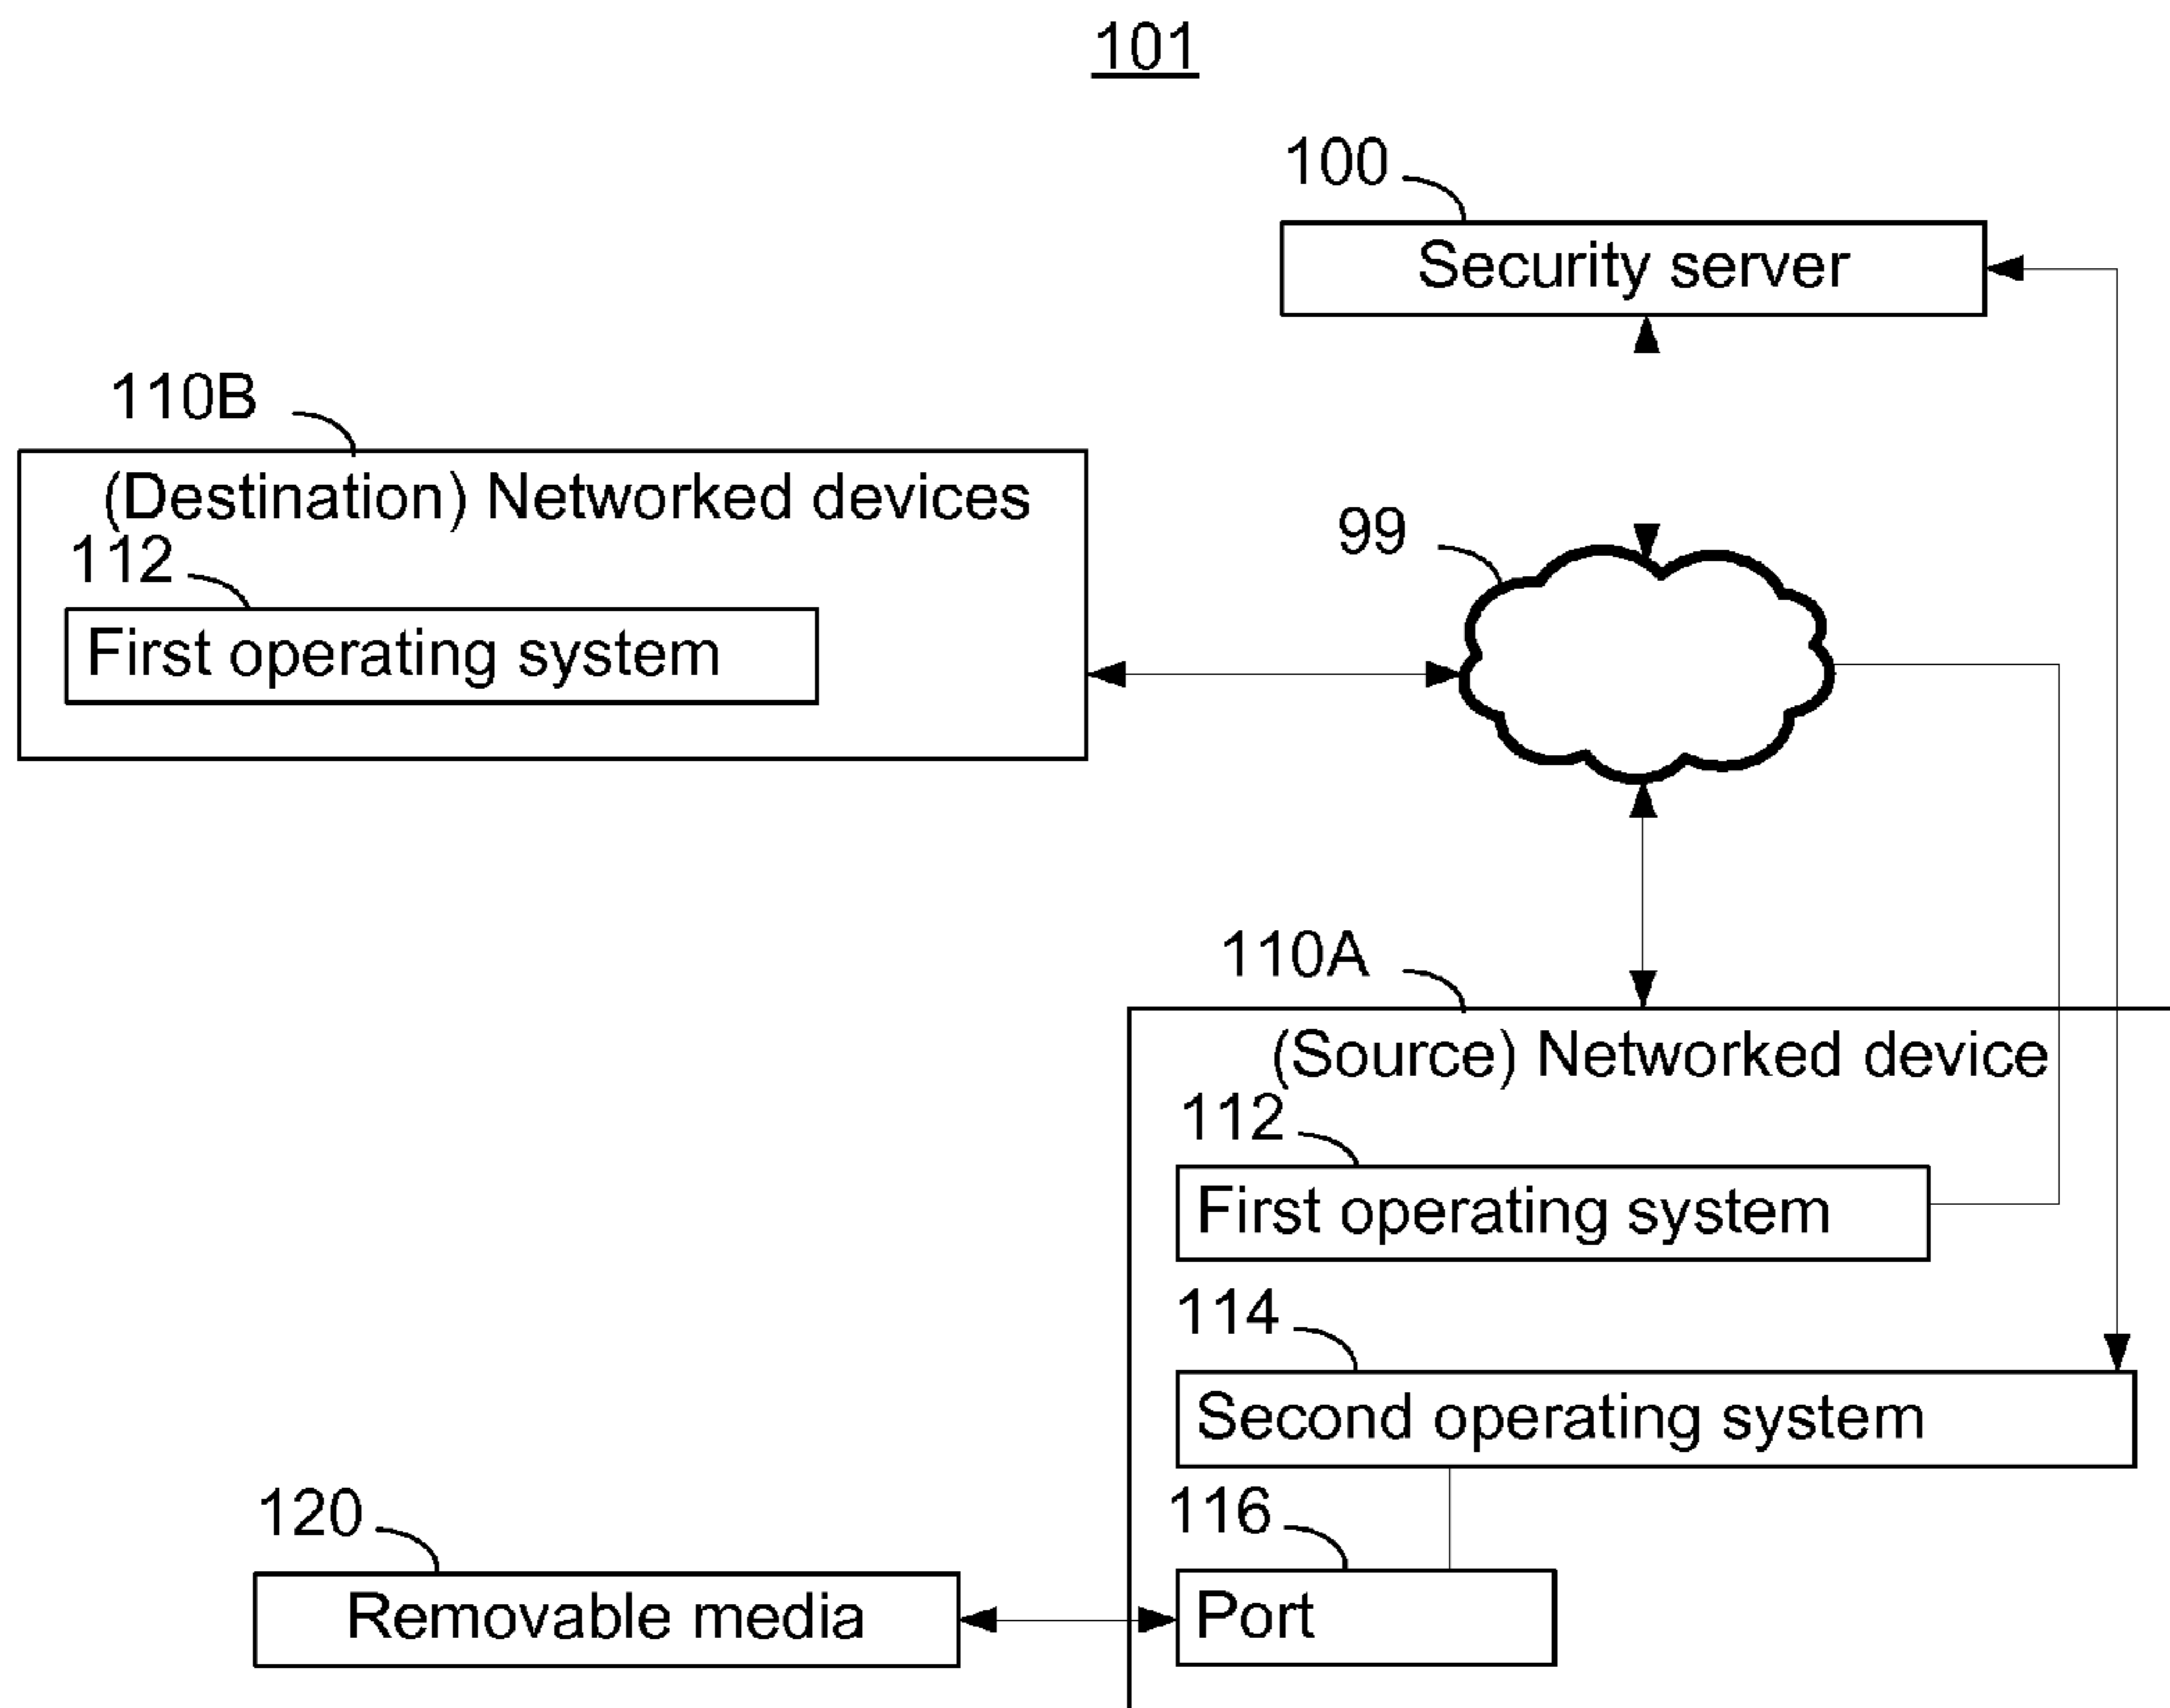 101
100
Security server
110B
(Destination) Networked devices
112
First operating system
99
110A
(Source) Networked device
112
First operating system
114
Second operating system
116
Port
120
Removable media